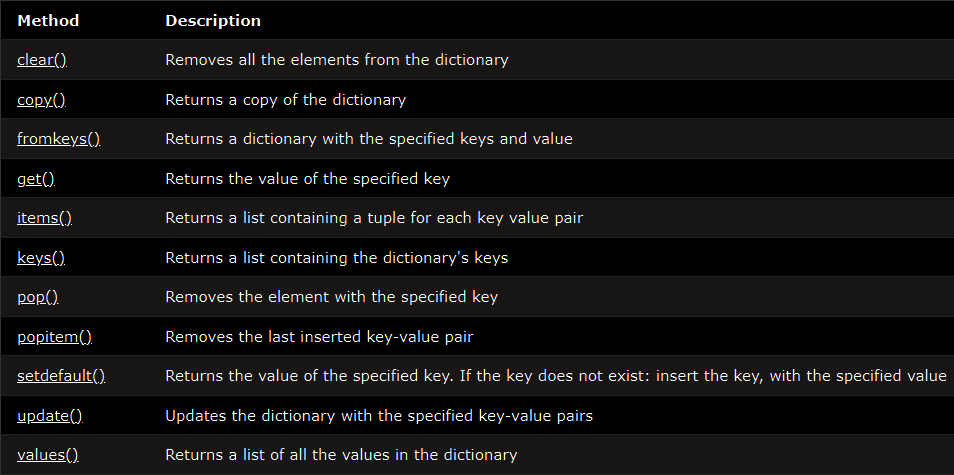 Method Description
clear() Removes all the elements from the dictionary
copy() Returns a copy of the dictionary
fromkeys() Returns a dictionary with the specified keys and value
get() Returns the value of the specified key
items() Returns a list containing a tuple for each key value pair
keys() Returns a list containing the dictionary's keys
pop() Removes the element with the specified key
popitem() Removes the last inserted key-value pair
setdefault() Returns the value of the specified key. If the key does not exist: insert the key, with the specified value
update() Updates the dictionary with the specified key-value pairs
values() Returns a list of all the values in the dictionary